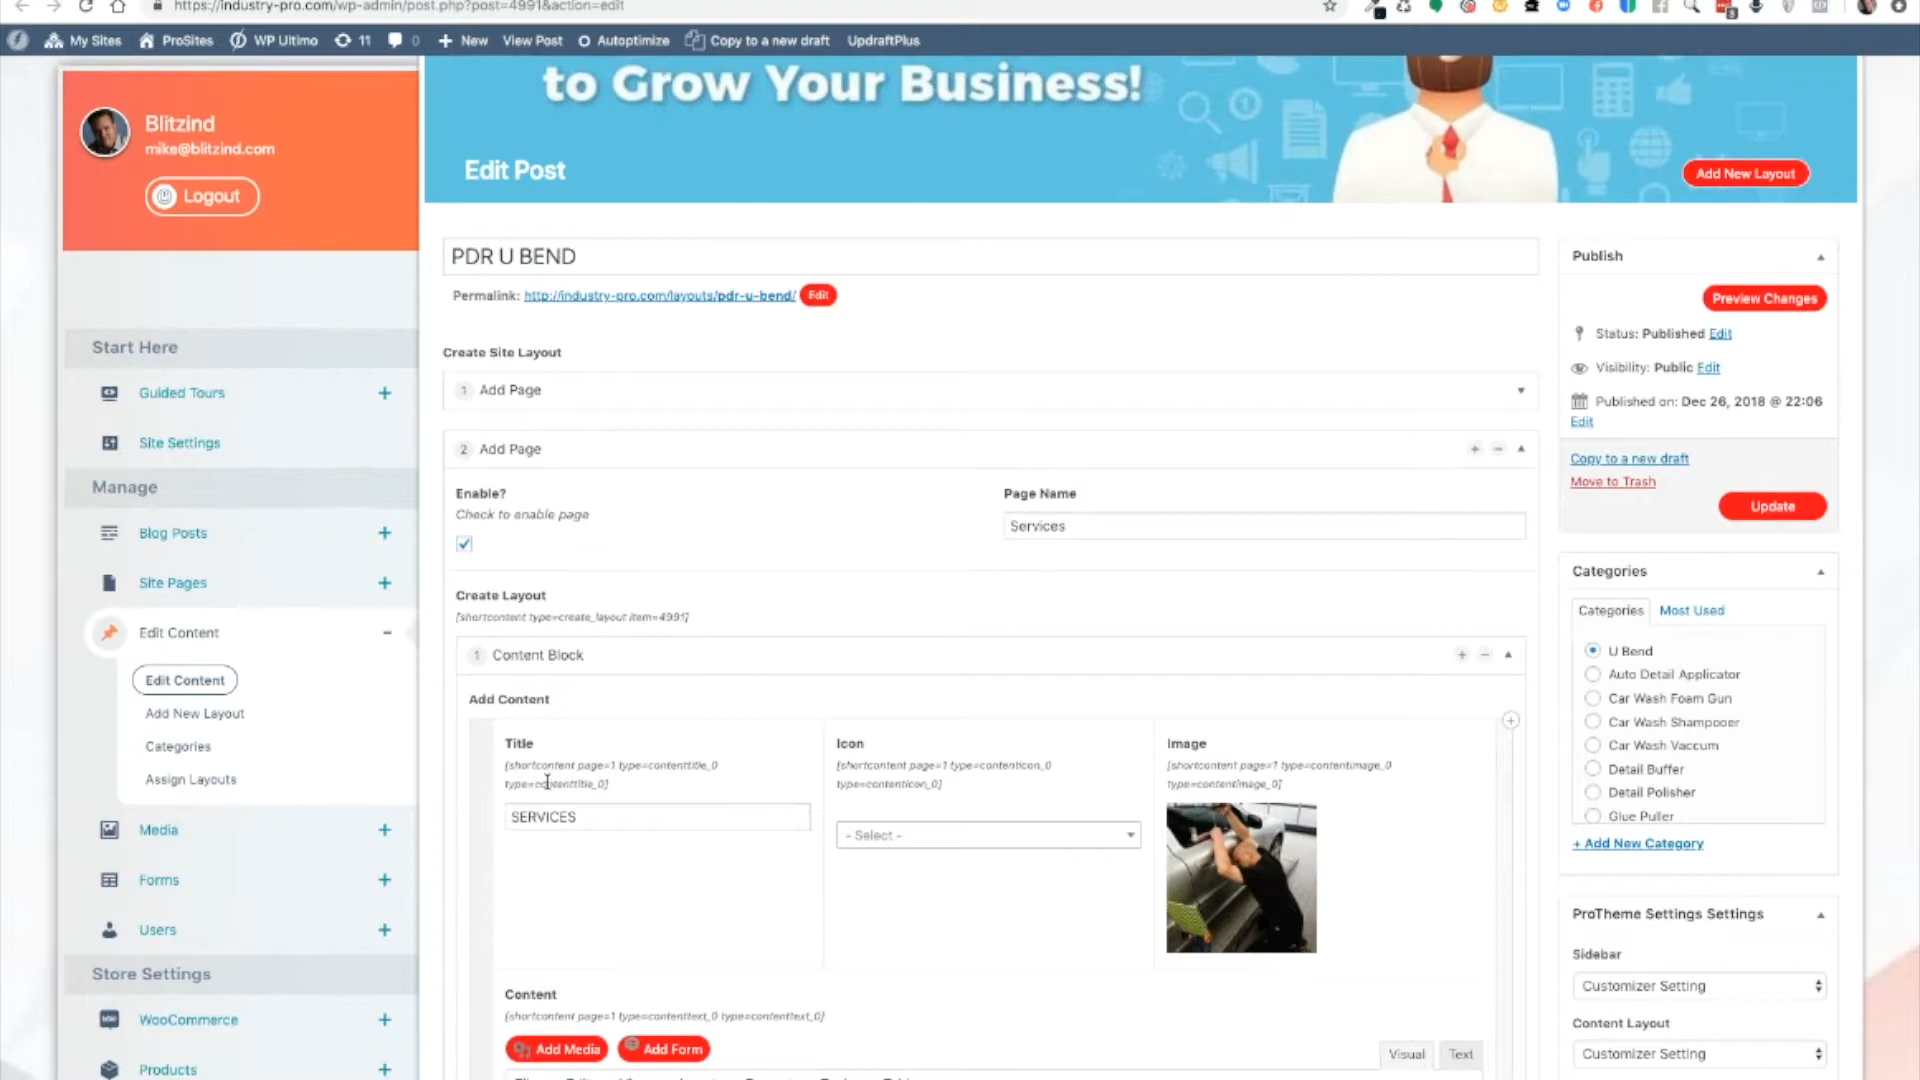 https://industry-pro.com/wp-admin/post.php?post=4991&action=edit
My Sites ProSites WP Ultimo 11 0 New View Post Autoptimize Copy to a new draft UpdraftPlus
to Grow Your Business!
Blitzind
mike@blitzind.com
Logout
Edit Post
Add New Layout
PDR U BEND
Permalink: http://industry-pro.com/layouts/pdr-u-bend/ Edit
Create Site Layout
1 Add Page
2 Add Page
Enable?
Check to enable page
Page Name
Services
Create Layout
[shortcontent type=create_layout item=4991]
1 Content Block
Add Content
Title
[shortcontent page=1 type=contenttitle_0
type=contenttitle_0]
SERVICES
Icon
[shortcontent page=1 type=contenticon_0
type=contenticon_0]
- Select -
Image
[shortcontent page=1 type=contentimage_0
type=contentimage_0]
Content
[shortcontent page=1 type=contenttext_0 type=contenttext_0]
Add Media
Add Form
Visual
Text
Start Here
Guided Tours
Site Settings
Manage
Blog Posts
Site Pages
Edit Content
Edit Content
Add New Layout
Categories
Assign Layouts
Media
Forms
Users
Store Settings
WooCommerce
Products
Publish
Preview Changes
Status: Published Edit
Visibility: Public Edit
Published on: Dec 26, 2018 @ 22:06
Edit
Copy to a new draft
Move to Trash
Update
Categories
Categories
Most Used
U Bend
Auto Detail Applicator
Car Wash Foam Gun
Car Wash Shampooer
Car Wash Vaccum
Detail Buffer
Detail Polisher
Glue Puller
+ Add New Category
ProTheme Settings Settings
Sidebar
Customizer Setting
Content Layout
Customizer Setting